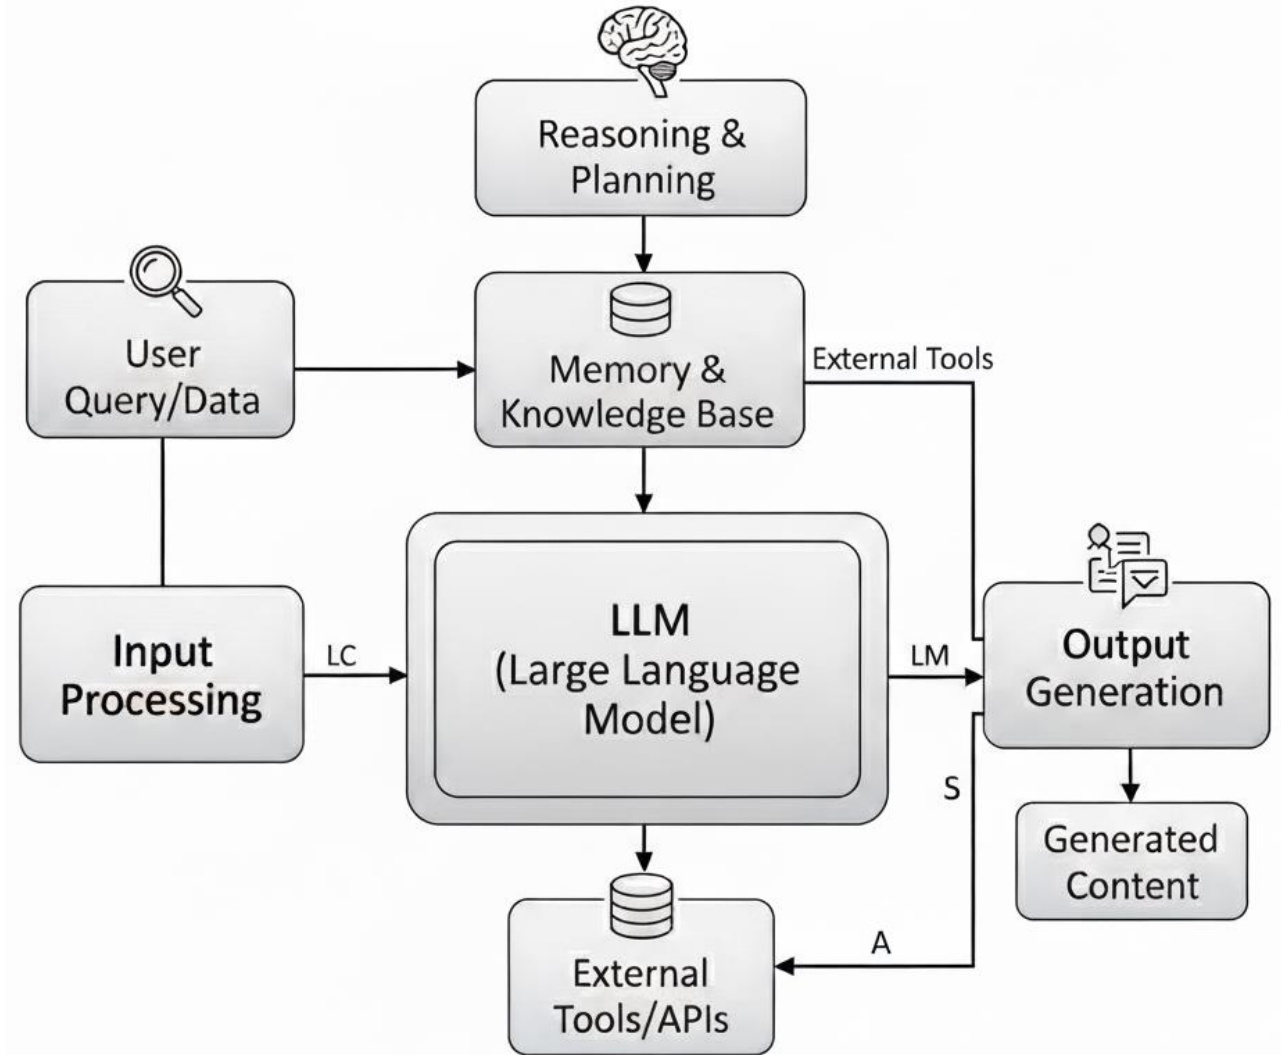 Reasoning &
Planning
User
Query/Data
Memory &
Knowledge Base
External Tools
Input
Processing
LC
LLM
(Large Language
Model)
LM
Output
Generation
S
Generated
Content
A
External
Tools/APIs